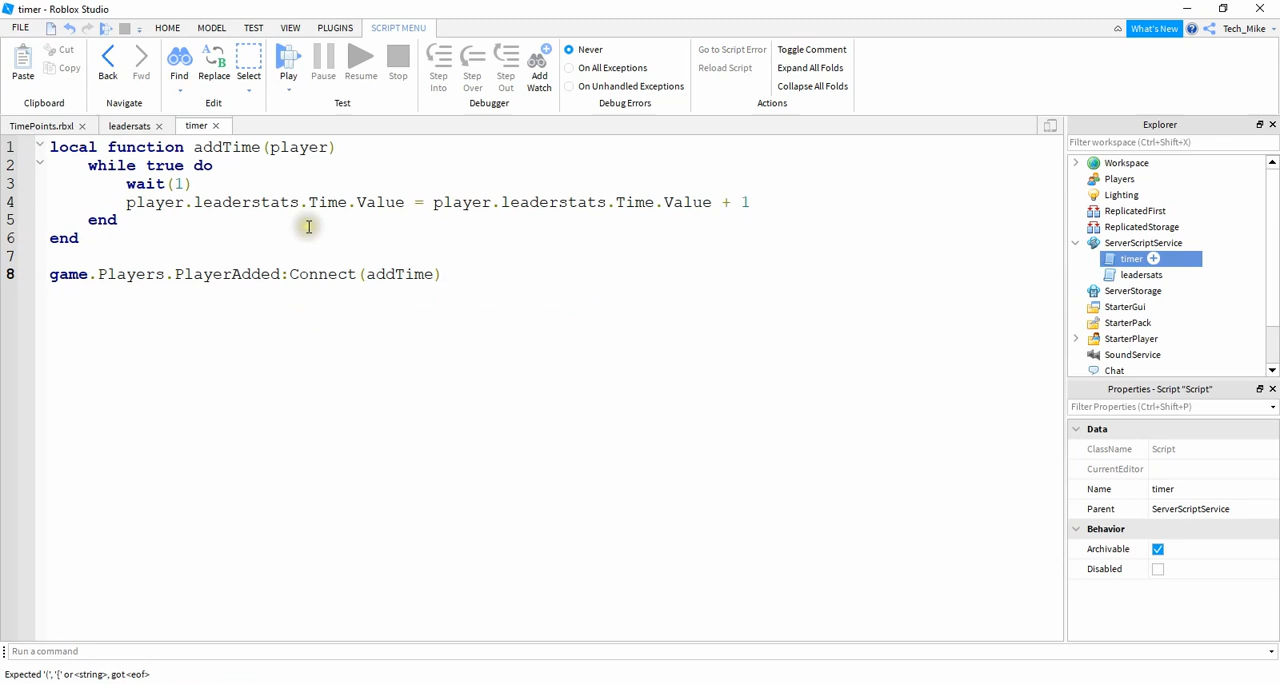 timer - Roblox Studio
FILE HOME MODEL TEST VIEW PLUGINS SCRIPT MENU What's New Tech_Mike
Paste Cut Copy Back Fwd Find Replace Select Play Pause Resume Stop Step Into Step Over Step Out Add Watch
Never
On All Exceptions
On Unhandled Exceptions
Go to Script Error
Reload Script
Toggle Comment
Expand All Folds
Collapse All Folds
Clipboard Navigate Edit Test Debugger Debug Errors Actions
TimePoints.rbxl leadersats timer
1 local function addTime(player)
2 while true do
3 wait(1)
4 player.leaderstats.Time.Value = player.leaderstats.Time.Value + 1
5 end
6 end
7
8 game.Players.PlayerAdded:Connect(addTime)
Explorer
Filter workspace (Ctrl+Shift+X)
Workspace
Players
Lighting
ReplicatedFirst
ReplicatedStorage
ServerScriptService
timer
leadersats
ServerStorage
StarterGui
StarterPack
StarterPlayer
SoundService
Chat
Properties - Script "Script"
Filter Properties (Ctrl+Shift+P)
Data
ClassName Script
CurrentEditor
Name timer
Parent ServerScriptService
Behavior
Archivable
Disabled
Run a command
Expected '(', '{' or <string>, got <eof>